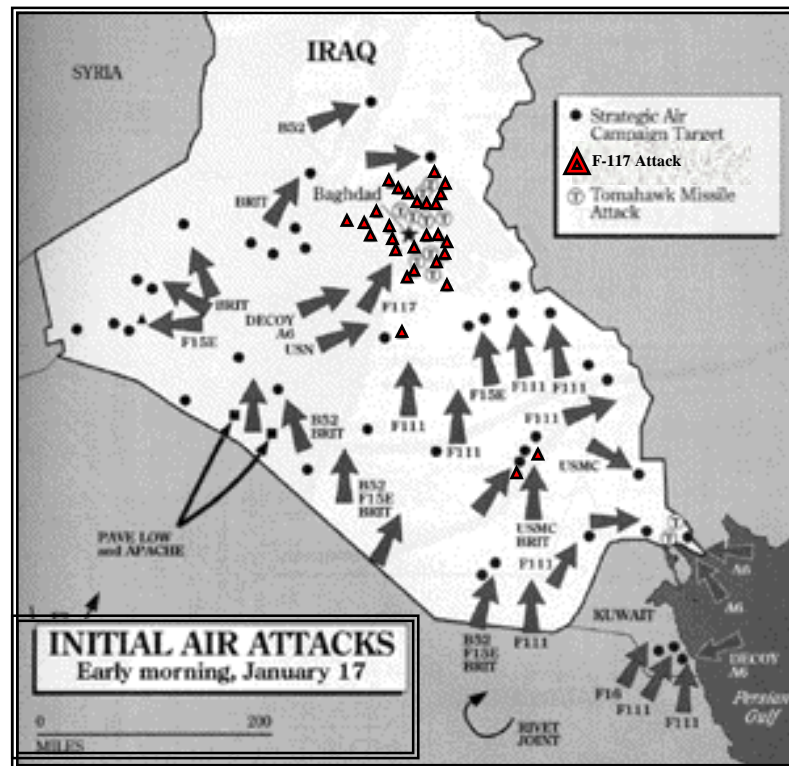 IRAQ
SYRIA
B52
Strategic Air
Campaign Target
F-117 Attack
Tomahawk Missile
Attack
Baghdad
BRIT
BRIT
F117
DECOY
A6
USN
F15E
F15E
F111
F111
F111
F111
F111
B52
BRIT
USMC
B52
F15E
BRIT
USMC
BRIT
PAVE LOW
and APACHE
F111
A6
A6
KUWAIT
INITIAL AIR ATTACKS
Early morning, January 17
B52
F15E
BRIT
F111
DECOY
A6
F16
F111
F111
Persian
Gulf
RIVET
JOINT
0 200
MILES